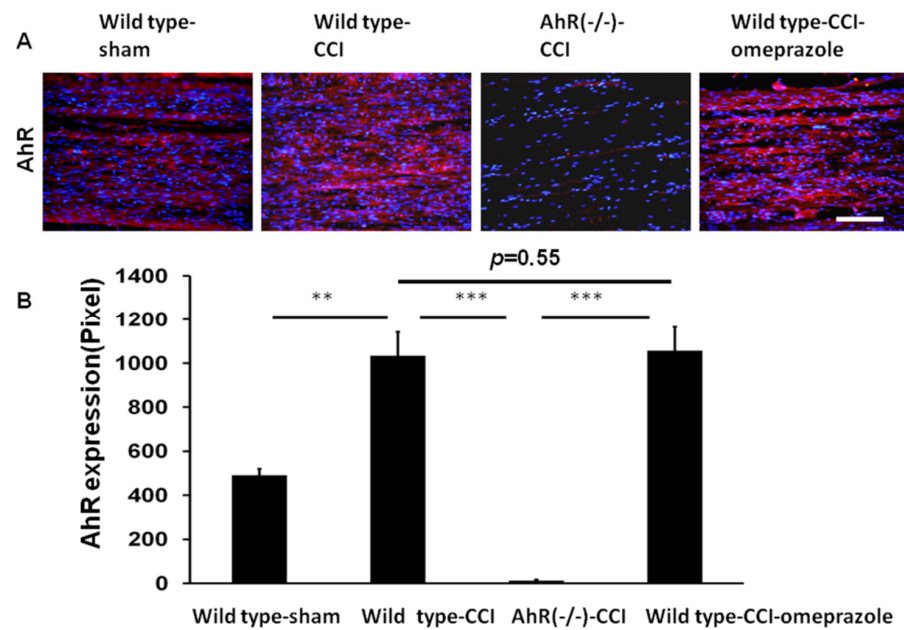 A
Wild type-
sham
Wild type-
CCI
AhR(-/-)-
CCI
Wild type-CCI-
omeprazole
AhR
B
p=0.55
**
***
***
AhR expression(Pixel)
1400
1200
1000
800
600
400
200
0
Wild type-sham
Wild type-CCI
AhR(-/-)-CCI
Wild type-CCI-omeprazole